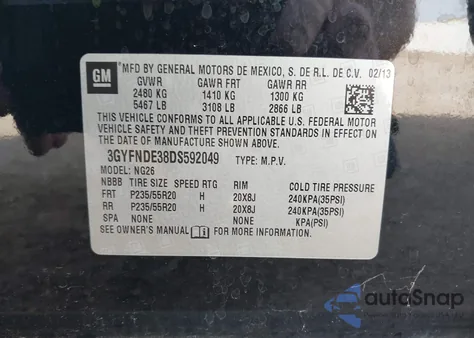 GM MFD BY GENERAL MOTORS DE MEXICO, S. DE R.L. DE C.V. 02/13
GVWR GAWR FRT GAWR RR
2480 KG 1410 KG 1300 KG
5467 LB 3108 LB 2866 LB
THIS VEHICLE CONFORMS TO ALL APPLICABLE U.S. FEDERAL MOTOR
VEHICLE SAFETY, BUMPER, AND THEFT PREVENTION STANDARDS IN EFFECT ON
THE DATE OF MANUFACTURE SHOWN ABOVE.
3GYFNDE38DS592049 TYPE: M.P.V.
MODEL: NG26
NBBB TIRE SIZE SPEED RTG RIM COLD TIRE PRESSURE
FRT P235/55R20 H 20X8J 240KPA(35PSI)
RR P235/55R20 H 20X8J 240KPA(35PSI)
SPA NONE NONE KPA(PSI)
SEE OWNER'S MANUAL FOR MORE INFORMATION.
autoSnap